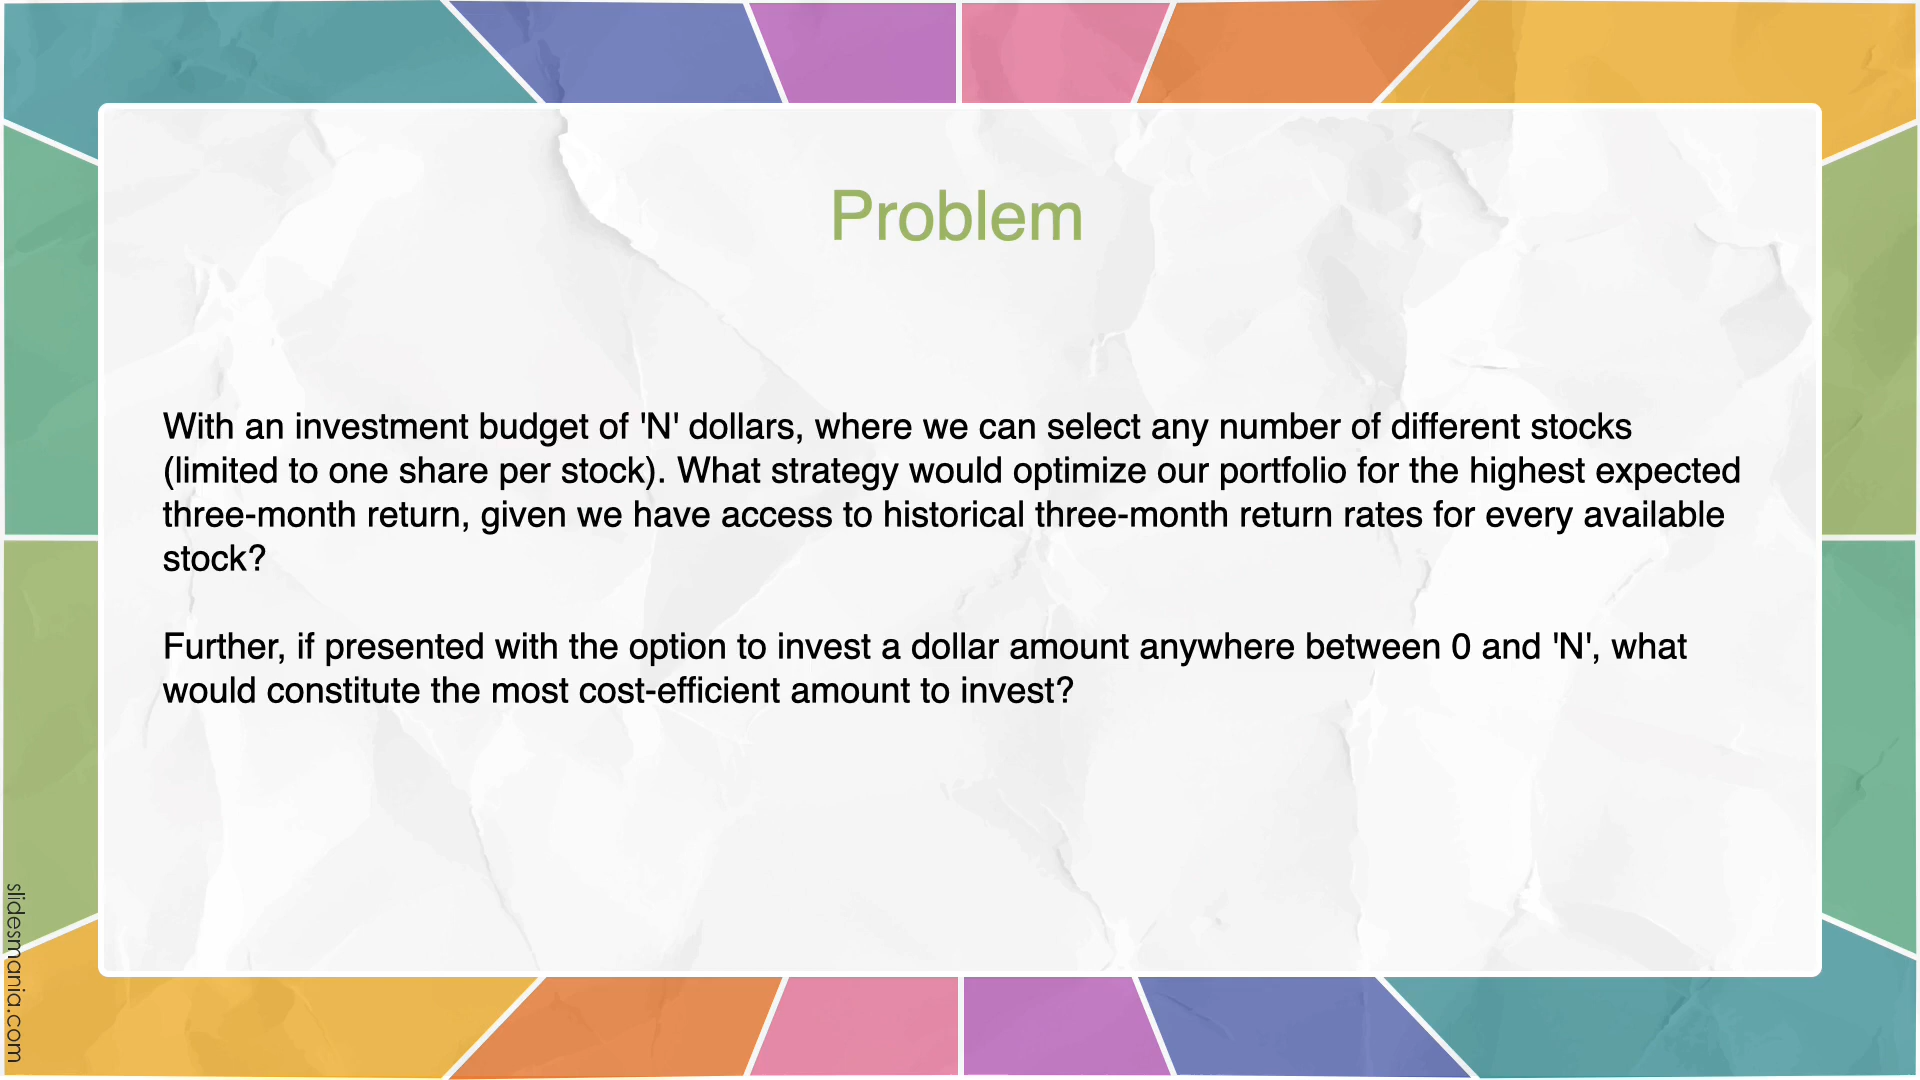 Problem
With an investment budget of 'N' dollars, where we can select any number of different stocks
(limited to one share per stock). What strategy would optimize our portfolio for the highest expected
three-month return, given we have access to historical three-month return rates for every available
stock?
Further, if presented with the option to invest a dollar amount anywhere between 0 and 'N', what
would constitute the most cost-efficient amount to invest?
slidesmania.com